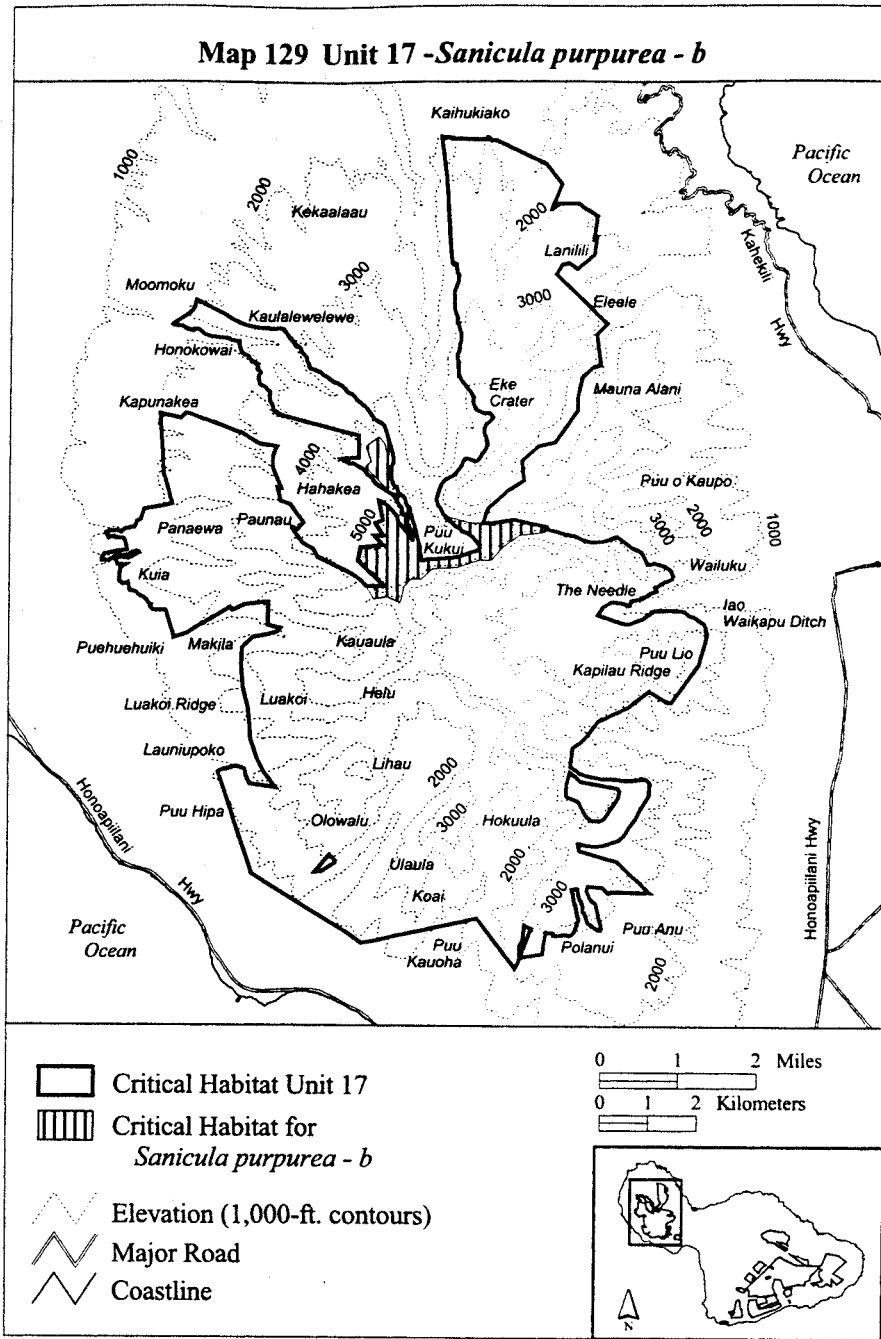 Map 129 Unit 17 -Sanicula purpurea - b
Kaihukiako
Pacific
Ocean
1000
2000
Kekaalaau
2000
Lanilili
Kahekili
Hwy
3000
3000
Eleele
Moomoku
Kaulalewelewe
Honokowai
Kapunakea
Eke
Crater
Mauna Alani
4000
Hahakea
Puu o Kaupo
3000
2000
1000
Panaewa
Paunau
5000
Puu
Kukui
Wailuku
Kuia
The Needle
Iao
Waikapu Ditch
Puehuehuiki
Makila
Kauaula
Puu Lio
Kapilau Ridge
Luakoi Ridge
Luakoi
Helu
Launiupoko
Lihau
2000
Puu Hipa
Olowalu
3000
Hokuula
Honoapiilani
Hwy
Ulaula
2000
Koai
3000
Honoapiilani Hwy
Pacific
Ocean
Puu
Kauoha
Polanui
Puu Anu
2000
Critical Habitat Unit 17
Critical Habitat for
Sanicula purpurea - b
Elevation (1,000-ft. contours)
Major Road
Coastline
0 1 2 Miles
0 1 2 Kilometers
N